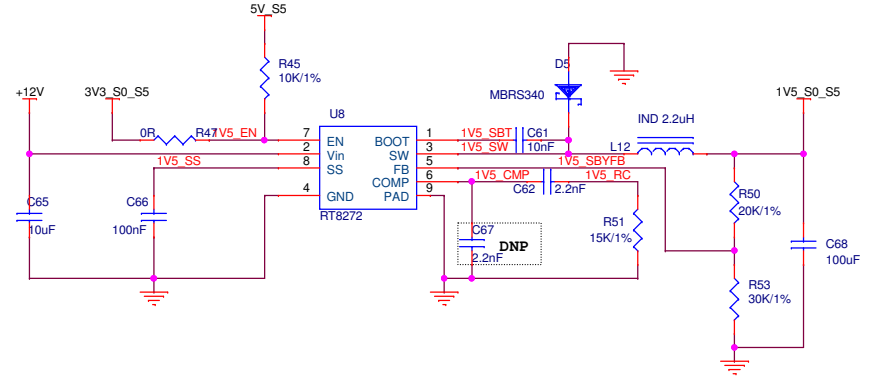 5V_S5
R45
10K/1%
+12V
3V3_S0_S5
0R
R47
1V5_EN
1V5_SS
C65
10uF
C66
100nF
U8
7
2
8
4
EN
Vin
SS
GND
BOOT
SW
FB
COMP
PAD
1
3
5
6
9
RT8272
1V5_SBT
1V5_SW
C61
10nF
D5
MBRS340
IND 2.2uH
L12
1V5_SBYFB
1V5_CMP
1V5_RC
C62
2.2nF
C67
DNP
2.2nF
R51
15K/1%
1V5_S0_S5
R50
20K/1%
R53
30K/1%
C68
100uF